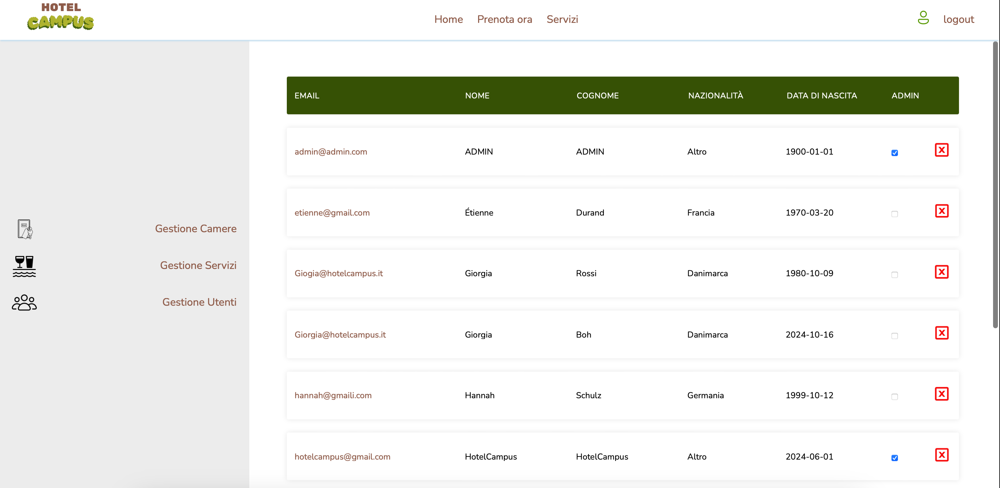 HOTEL
CAMPUS
Home Prenota ora Servizi
logout
512
Gestione Camere
Gestione Servizi
Gestione Utenti
EMAIL NOME COGNOME NAZIONALITÀ DATA DI NASCITA ADMIN
admin@admin.com ADMIN ADMIN Altro 1900-01-01
etienne@gmail.com Étienne Durand Francia 1970-03-20
Giogia@hotelcampus.it Giorgia Rossi Danimarca 1980-10-09
Giorgia@hotelcampus.it Giorgia Boh Danimarca 2024-10-16
hannah@gmaili.com Hannah Schulz Germania 1999-10-12
hotelcampus@gmail.com HotelCampus HotelCampus Altro 2024-06-01